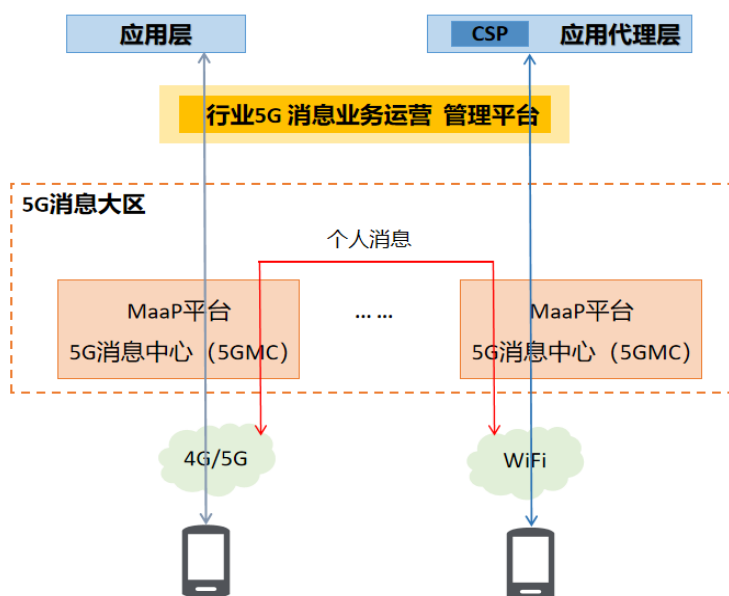 应用层
CSP 应用代理层
行业5G 消息业务运营 管理平台
5G消息大区
个人消息
MaaP平台
5G消息中心（5GMC）
... ...
MaaP平台
5G消息中心（5GMC）
4G/5G
WiFi